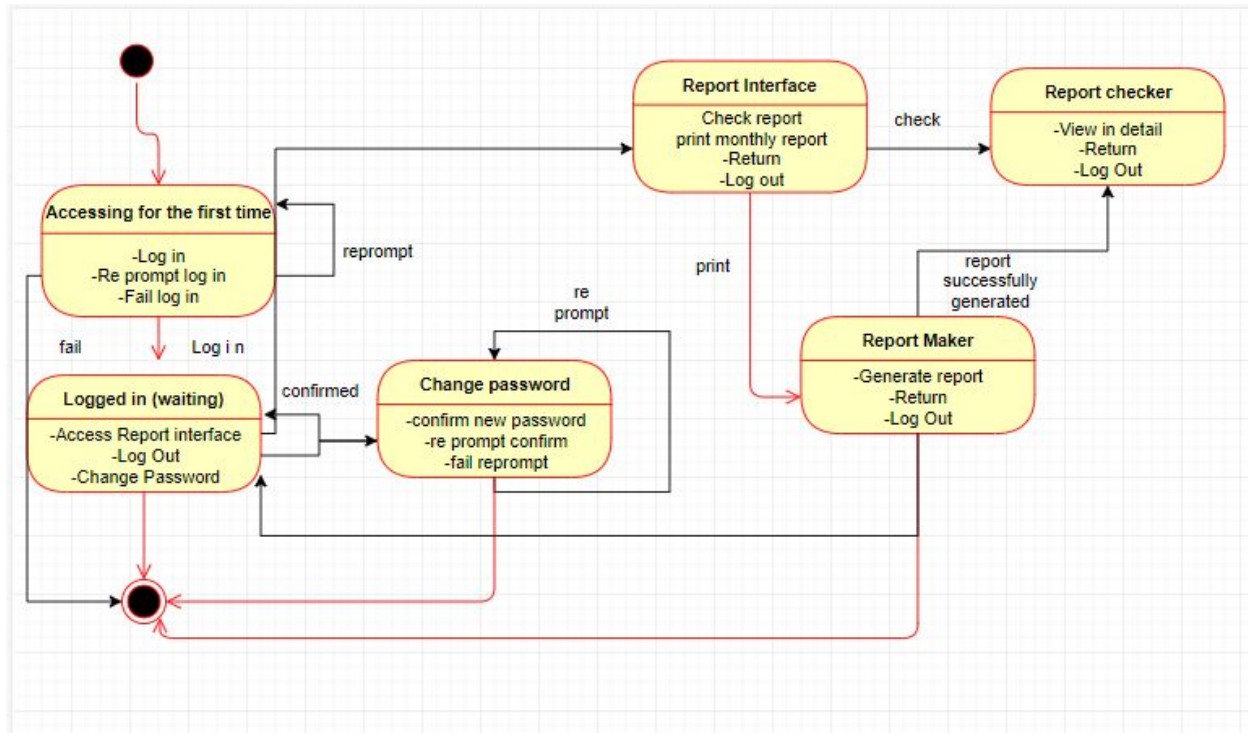 Report Interface
Check report
print monthly report
-Return
-Log out
check
Report checker
-View in detail
-Return
-Log Out
Accessing for the first time
-Log in
-Re prompt log in
-Fail log in
reprompt
print
report
successfully
generated
re
prompt
fail
Log i n
Report Maker
-Generate report
-Return
-Log Out
Logged in (waiting)
-Access Report interface
-Log Out
-Change Password
confirmed
Change password
-confirm new password
-re prompt confirm
-fail reprompt